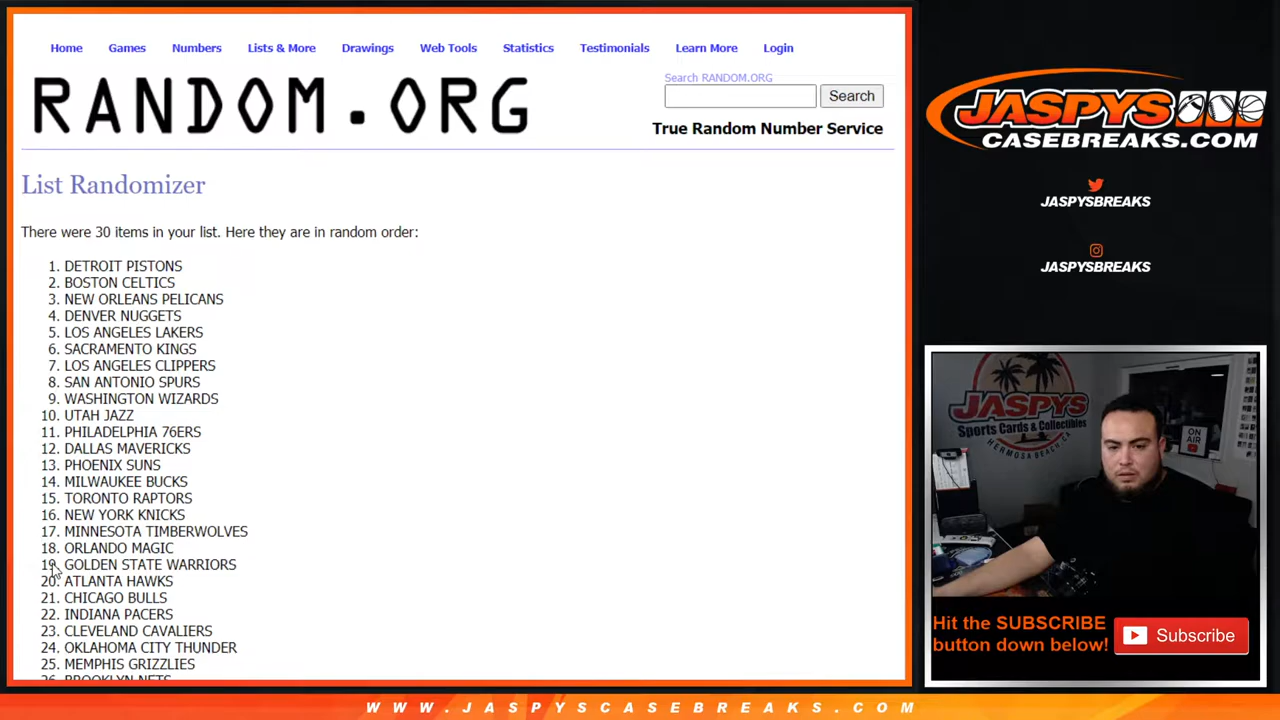 Home Games Numbers Lists & More Drawings Web Tools Statistics Testimonials Learn More Login
RANDOM.ORG
Search RANDOM.ORG
Search
True Random Number Service
List Randomizer
There were 30 items in your list. Here they are in random order:
1. DETROIT PISTONS
2. BOSTON CELTICS
3. NEW ORLEANS PELICANS
4. DENVER NUGGETS
5. LOS ANGELES LAKERS
6. SACRAMENTO KINGS
7. LOS ANGELES CLIPPERS
8. SAN ANTONIO SPURS
9. WASHINGTON WIZARDS
10. UTAH JAZZ
11. PHILADELPHIA 76ERS
12. DALLAS MAVERICKS
13. PHOENIX SUNS
14. MILWAUKEE BUCKS
15. TORONTO RAPTORS
16. NEW YORK KNICKS
17. MINNESOTA TIMBERWOLVES
18. ORLANDO MAGIC
19. GOLDEN STATE WARRIORS
20. ATLANTA HAWKS
21. CHICAGO BULLS
22. INDIANA PACERS
23. CLEVELAND CAVALIERS
24. OKLAHOMA CITY THUNDER
25. MEMPHIS GRIZZLIES
26. BROOKLYN NETS
JASPYS
CASEBREAKS.COM
JASPYSBREAKS
JASPYSBREAKS
JASPYS
Sports Cards & Collectibles
HERMOSA BEACH, CA
ON
AIR
Hit the SUBSCRIBE
button down below!
Subscribe
WWW.JASPYSCASEBREAKS.COM